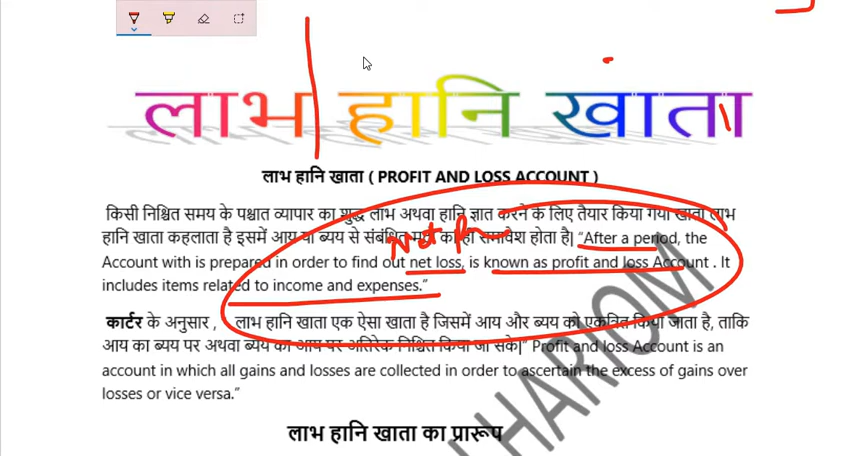 लाभ हानि खाता
लाभ हानि खाता ( PROFIT AND LOSS ACCOUNT )
किसी निश्चित समय के पश्चात व्यापार का शुद्ध लाभ अथवा हानि ज्ञात करने के लिए तैयार किया गया खाता लाभ
हानि खाता कहलाता है इसमें आय या ब्यय से संबंधित मदों का ही समावेश होता है| “After a period, the
Net Pr
Account with is prepared in order to find out net loss, is known as profit and loss Account . It
includes items related to income and expenses.”
कार्टर के अनुसार , लाभ हानि खाता एक ऐसा खाता है जिसमें आय और ब्यय को एकत्रित किया जाता है, ताकि
आय का ब्यय पर अथवा ब्यय का आय पर अतिरेक निश्चित किया जा सके|” Profit and loss Account is an
account in which all gains and losses are collected in order to ascertain the excess of gains over
losses or vice versa.”
लाभ हानि खाता का प्रारूप
HARIOM